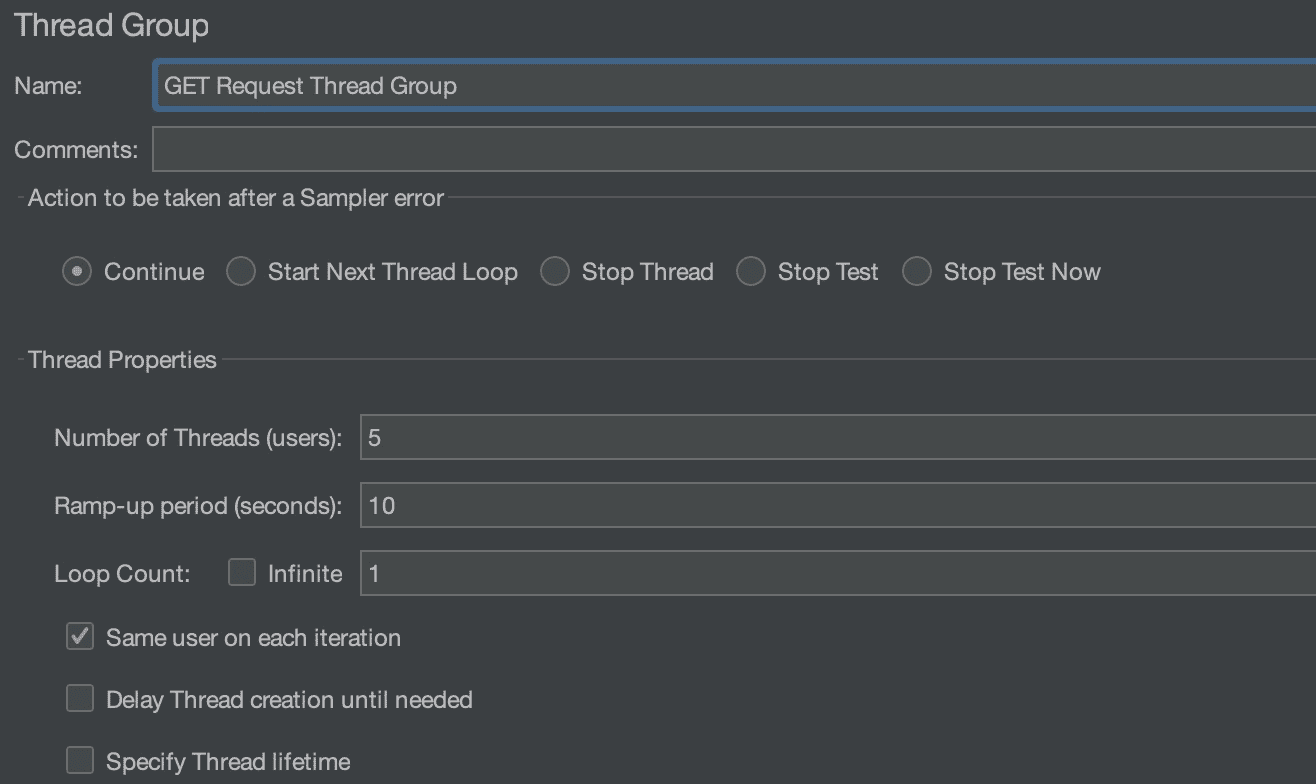 Thread Group
Name: GET Request Thread Group
Comments:
Action to be taken after a Sampler error
Continue Start Next Thread Loop Stop Thread Stop Test Stop Test Now
Thread Properties
Number of Threads (users): 5
Ramp-up period (seconds): 10
Loop Count: Infinite 1
Same user on each iteration
Delay Thread creation until needed
Specify Thread lifetime